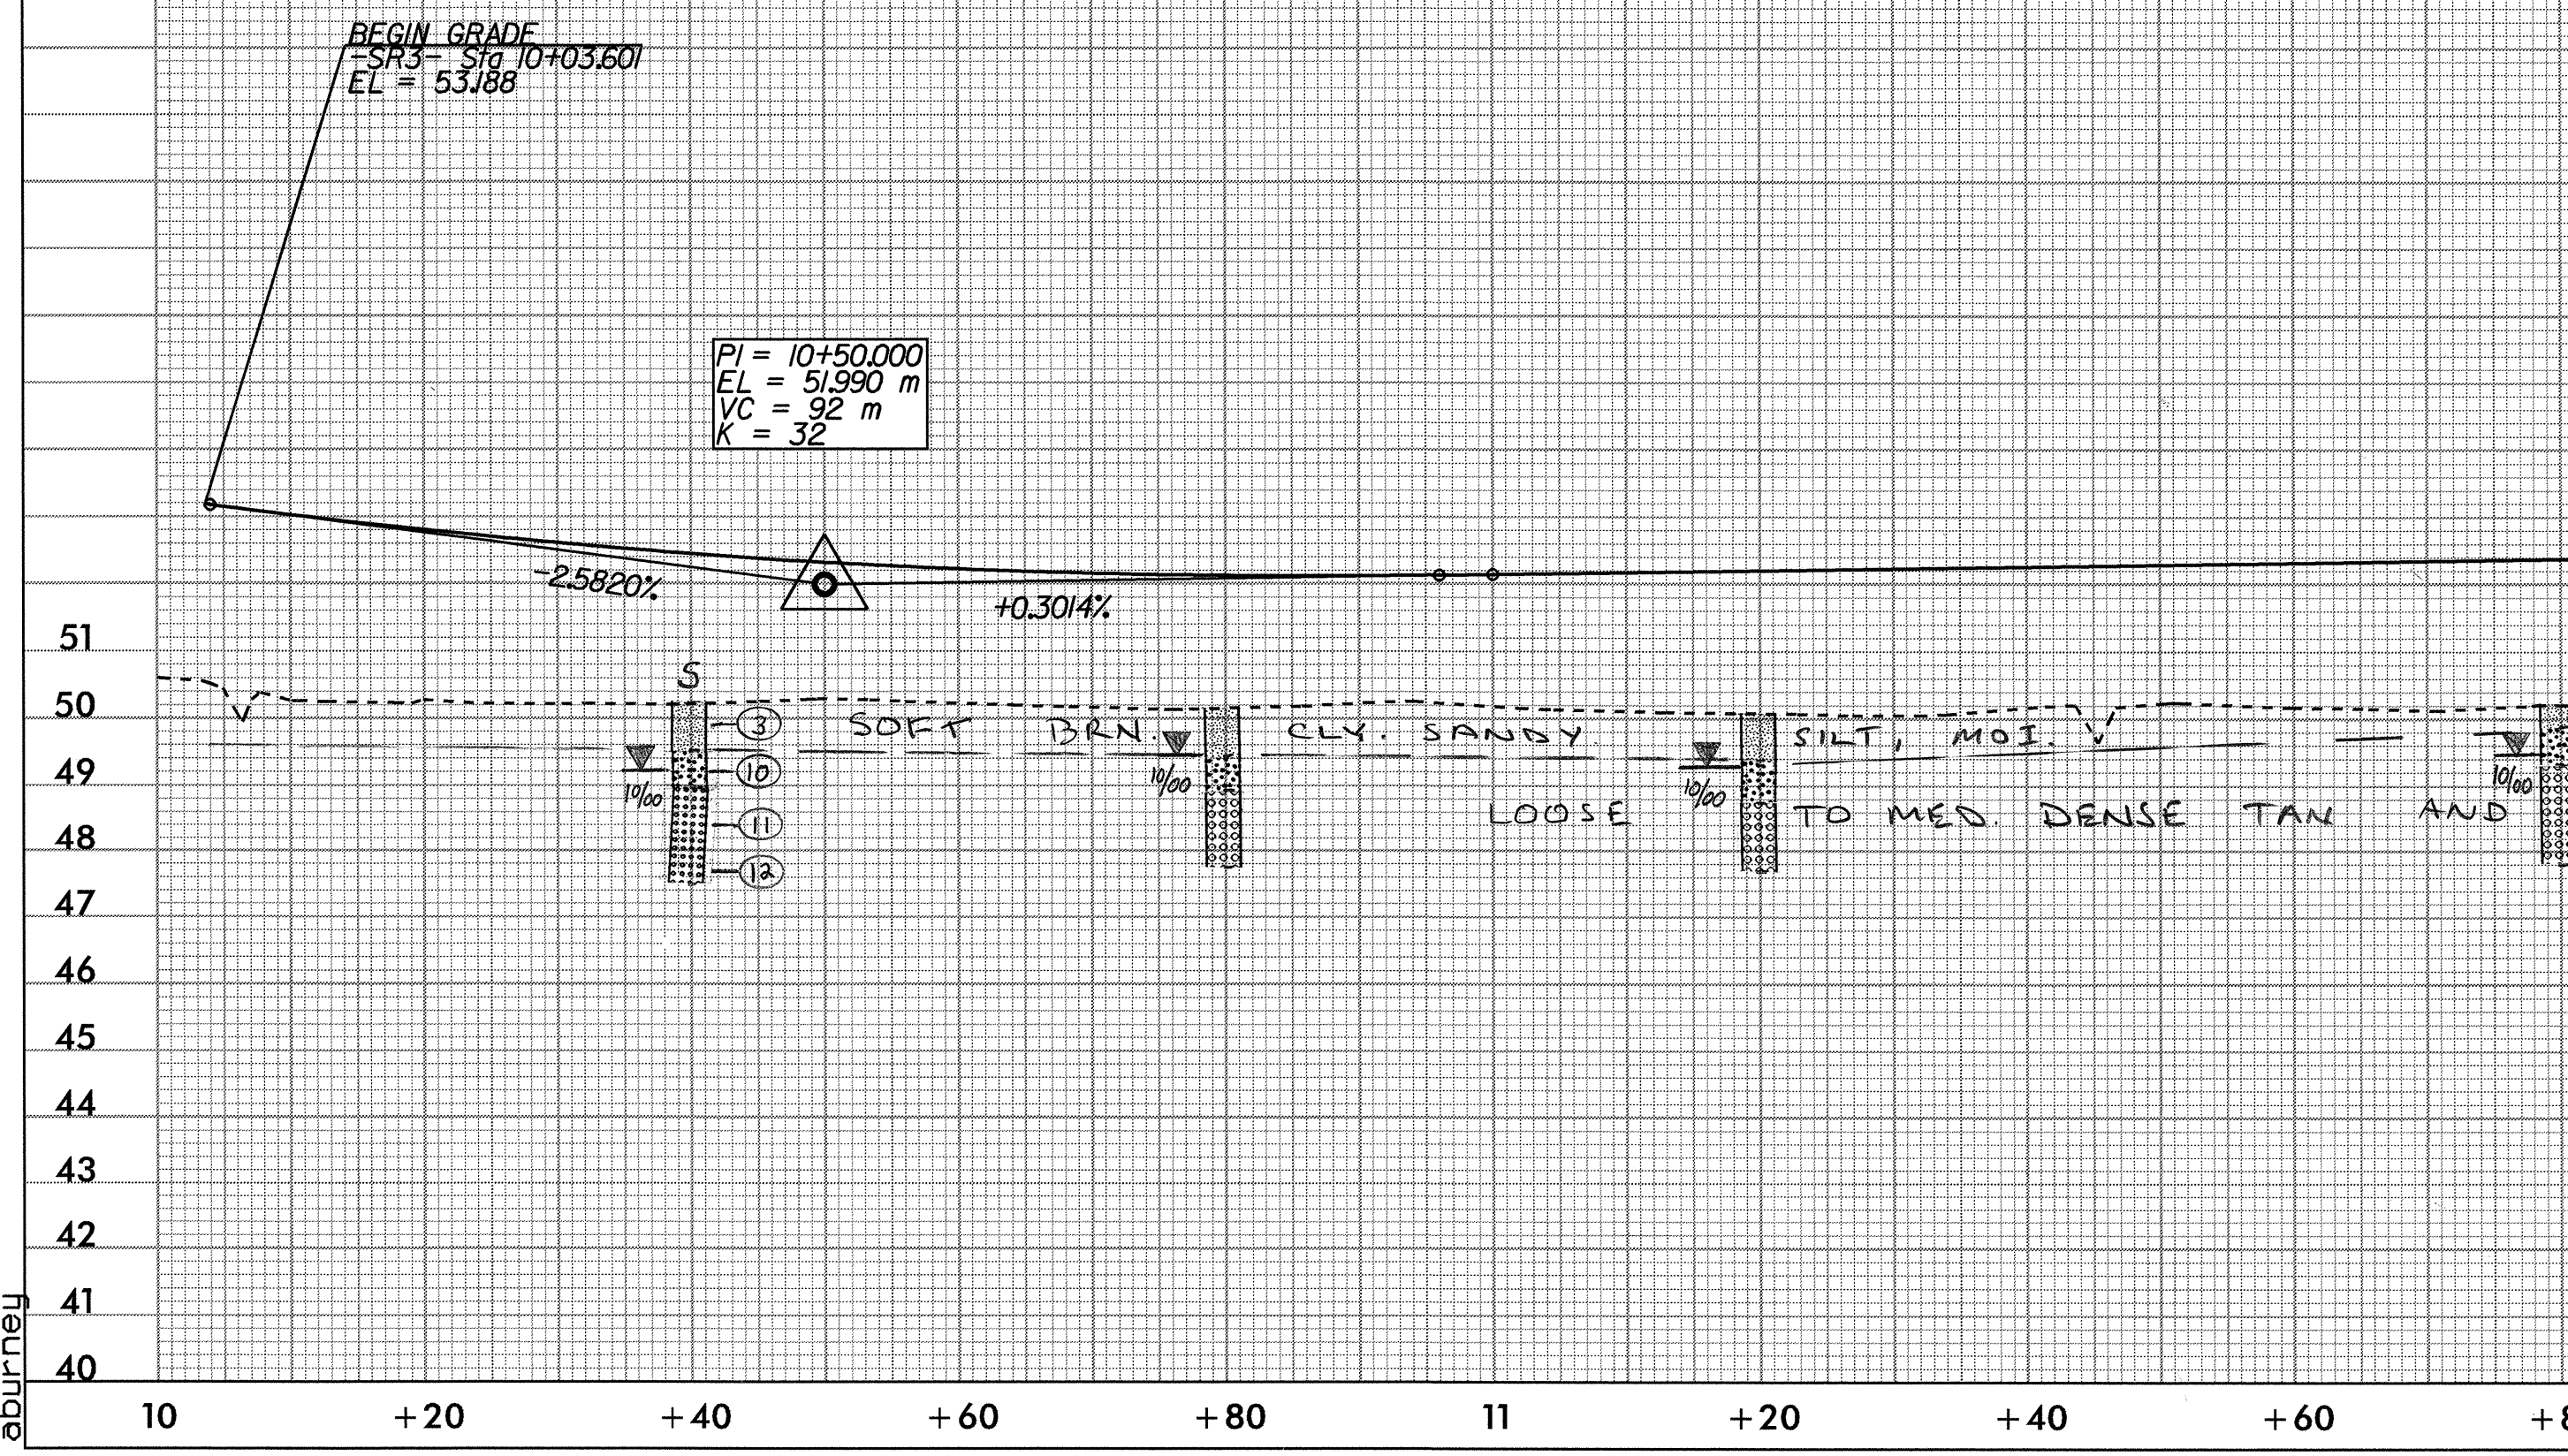 BEGIN GRADE
-SR3- Sta 10+03.601
EL = 53.188
PI = 10+50.000
EL = 51.990 m
VC = 92 m
K = 32
-2.5820%
+0.3014%
51
S
50
3
SOFT BRN. CLY. SANDY SILT, MOI.
49
10
10/00
10/00
10/00
10/00
LOOSE TO MED. DENSE TAN AND
11
48
12
47
46
45
44
43
42
41
40
10 +20 +40 +60 +80 11 +20 +40 +60 +8
aburney